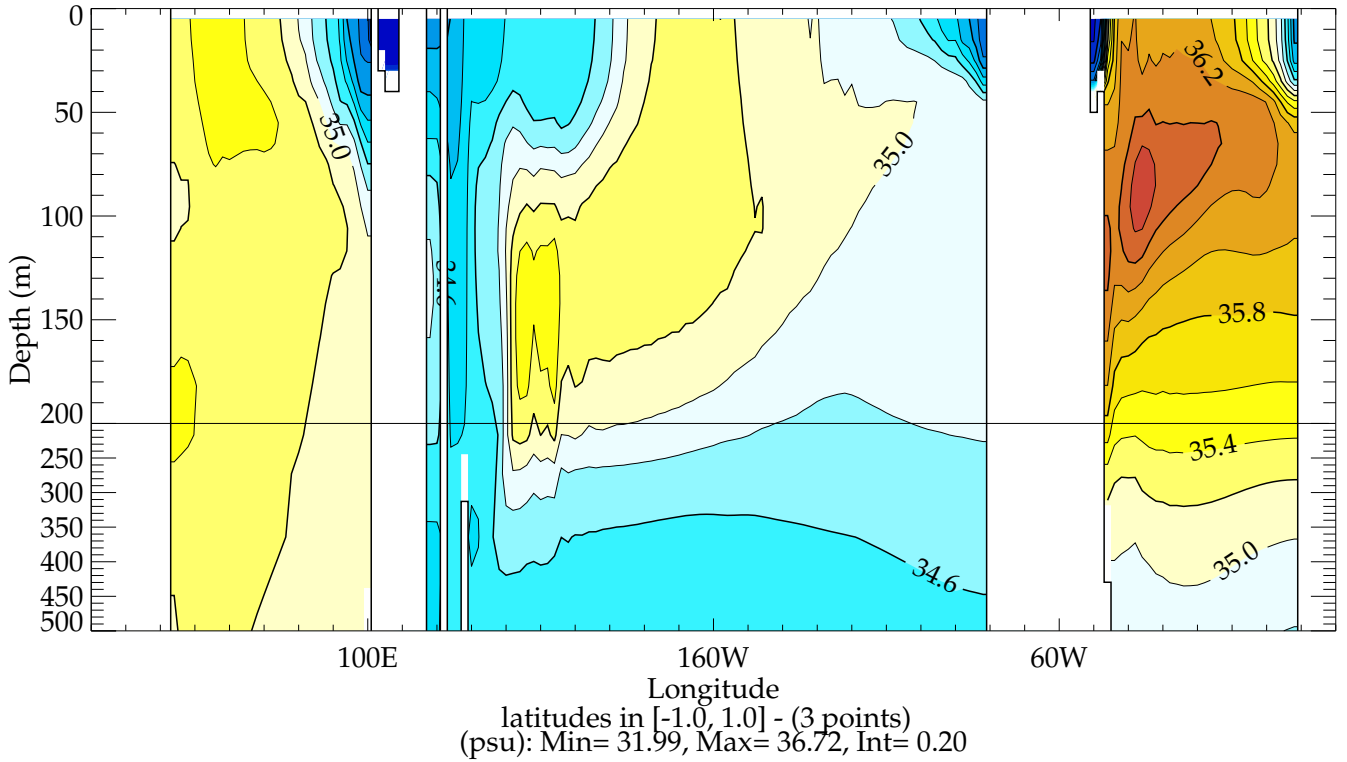 0
50
100
150
200
250
300
350
400
450
500
Depth (m)
35.0
34.6
35.0
34.6
36.2
35.8
35.4
35.0
100E
160W
60W
Longitude
latitudes in [-1.0, 1.0] - (3 points)
(psu): Min= 31.99, Max= 36.72, Int= 0.20